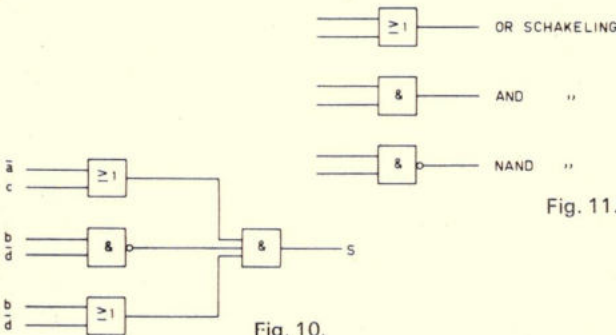 ≥1 OR SCHAKELING
& AND "
& NAND "
Fig. 11.
a̅
c
≥1
b
d̅
&
b
d̅
≥1
&
S
Fig. 10.